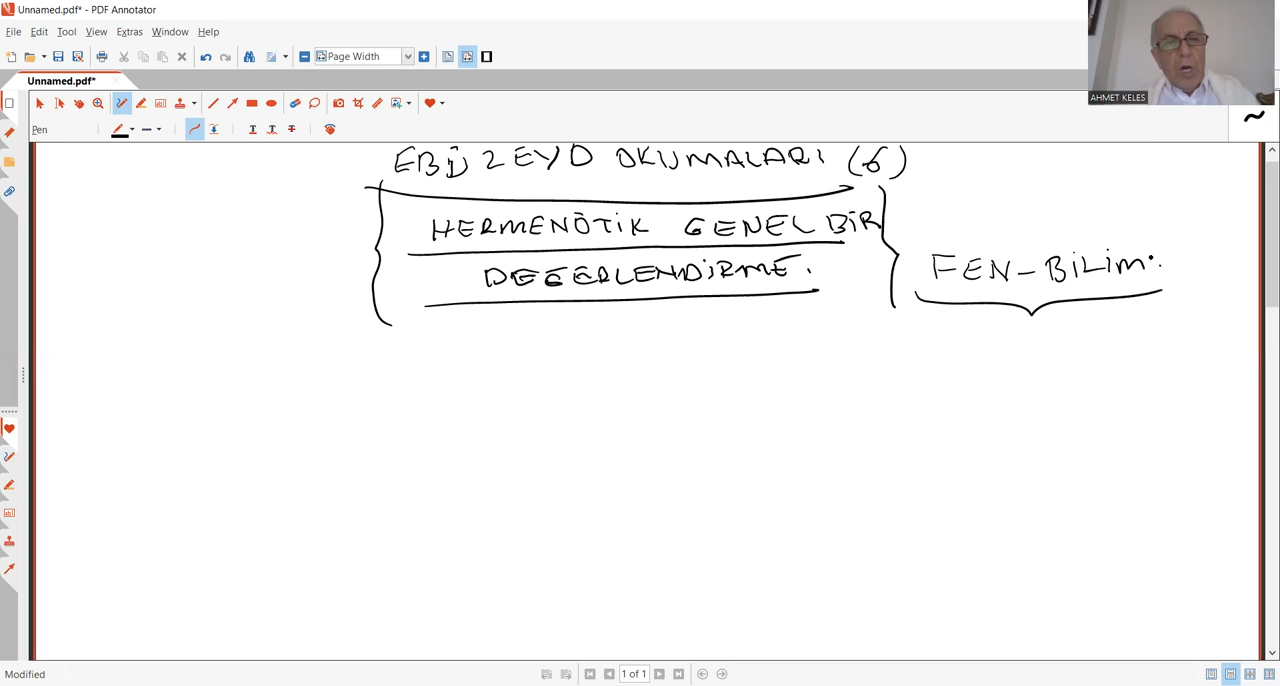 Unnamed.pdf* - PDF Annotator
File Edit Tool View Extras Window Help
Page Width
Unnamed.pdf*
Pen
AHMET KELES
EBÛ ZEYD OKUMALARI (6)
HERMENÖTİK GENEL BİR
DEĞERLENDİRME.
FEN-BİLİM.
Modified
1 of 1